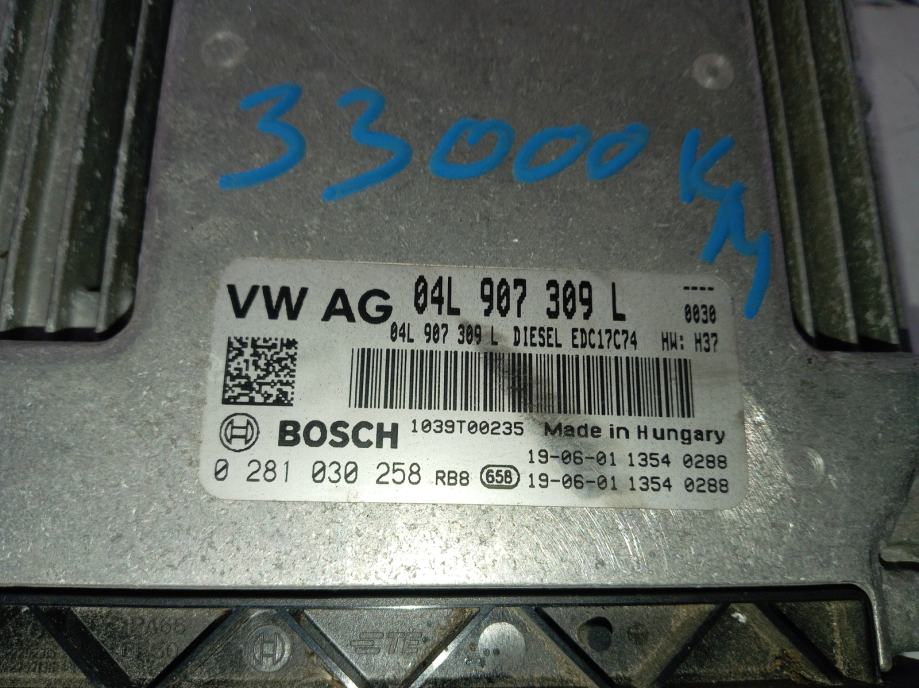 33000 KM
VW AG 04L 907 309 L ----
0030
04L 907 309 L DIESEL EDC17C74 HW: H37
BOSCH 1039T00235 Made in Hungary
19-06-01 1354 0288
0 281 030 258 RB8 658 19-06-01 1354 0288